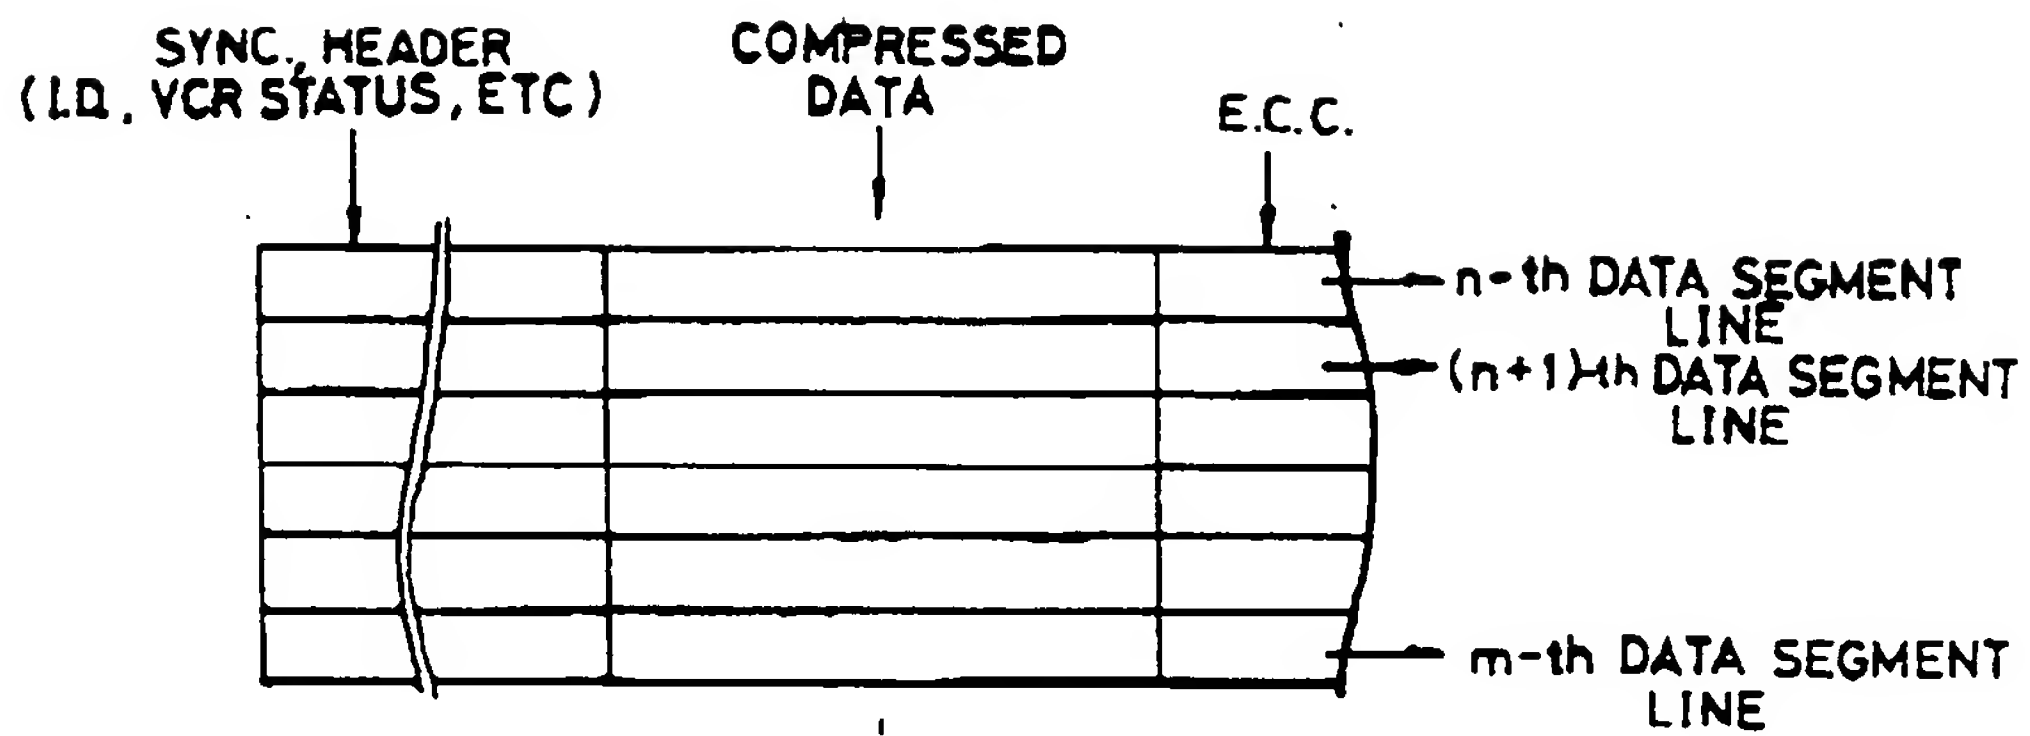 SYNC., HEADER
(I.D. VCR STATUS, ETC)
COMPRESSED
DATA
E.C.C.
n-th DATA SEGMENT
LINE
(n+1)-th DATA SEGMENT
LINE
m-th DATA SEGMENT
LINE